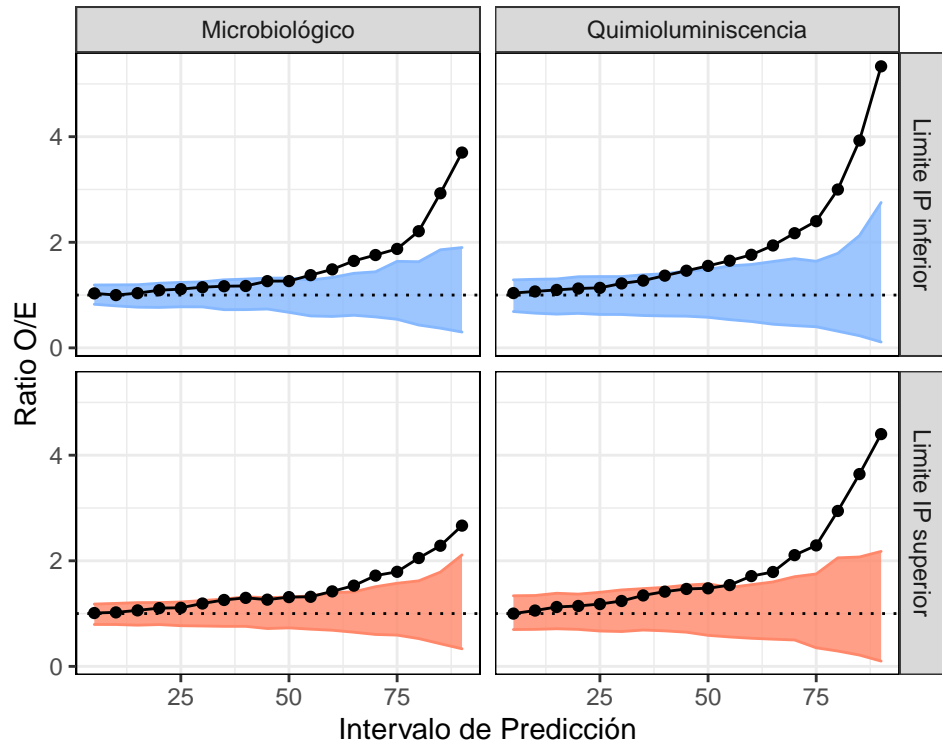 Microbiológico
Quimioluminiscencia
Ratio O/E
4
2
0
Limite IP inferior
4
2
0
Limite IP superior
25
50
75
25
50
75
Intervalo de Predicción